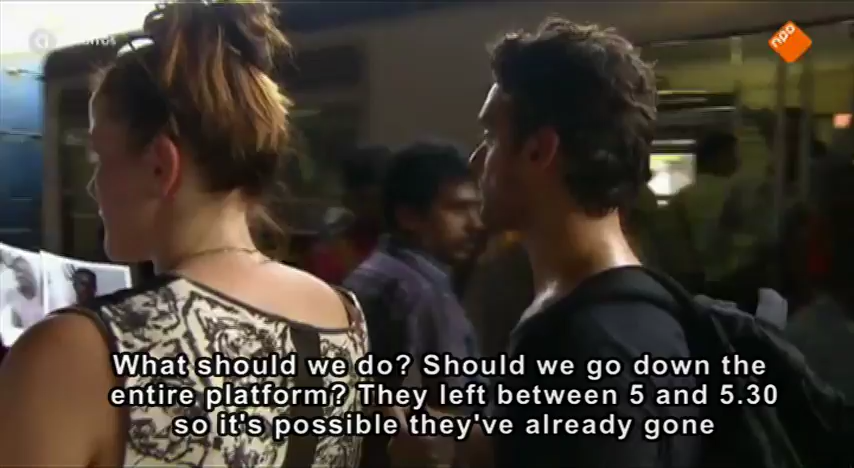 npo
What should we do? Should we go down the
entire platform? They left between 5 and 5.30
so it's possible they've already gone